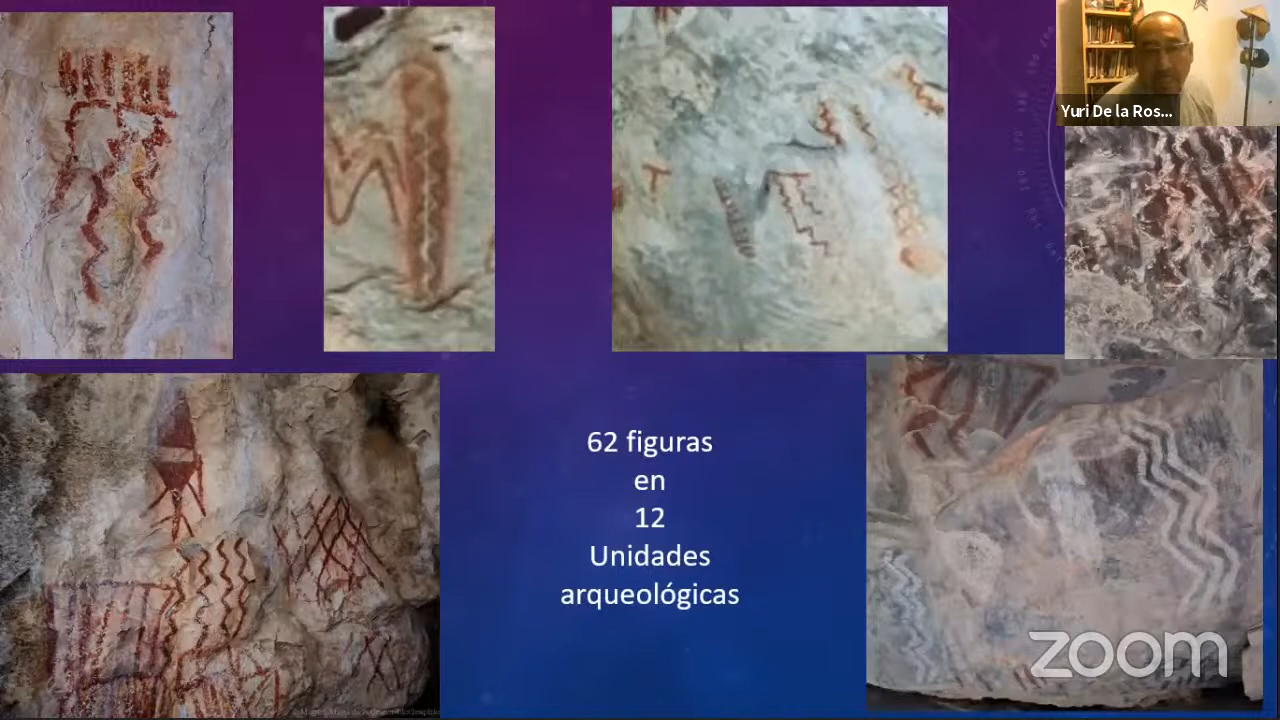 Yuri De la Ros...
62 figuras
en
12
Unidades
arqueológicas
zoom